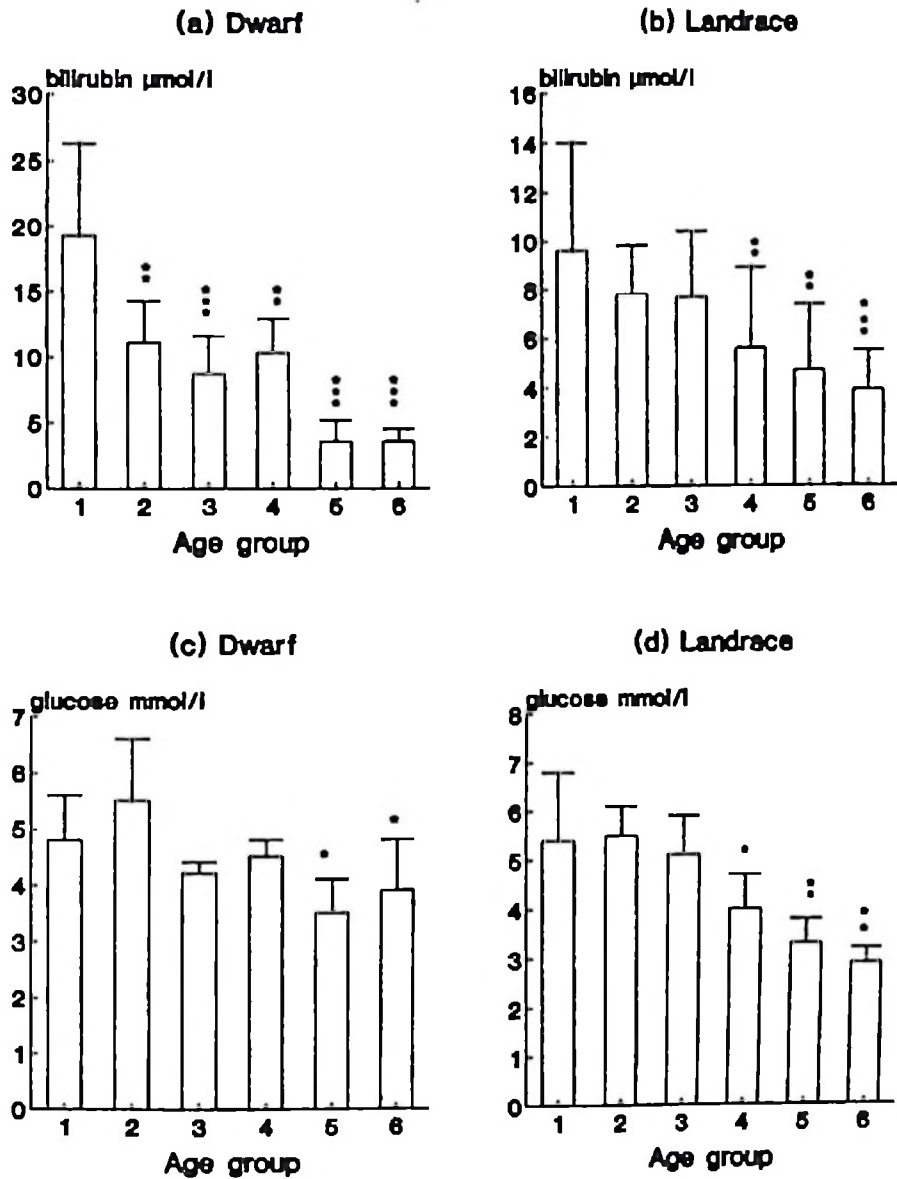 (a) Dwarf
bilirubin µmol/l
30
25
20
15
10
5
0
1 2 3 4 5 6
Age group
(b) Landrace
bilirubin µmol/l
16
14
12
10
8
6
4
2
0
1 2 3 4 5 6
Age group
(c) Dwarf
glucose mmol/l
7
6
5
4
3
2
1
0
1 2 3 4 5 6
Age group
(d) Landrace
glucose mmol/l
8
7
6
5
4
3
2
1
0
1 2 3 4 5 6
Age group